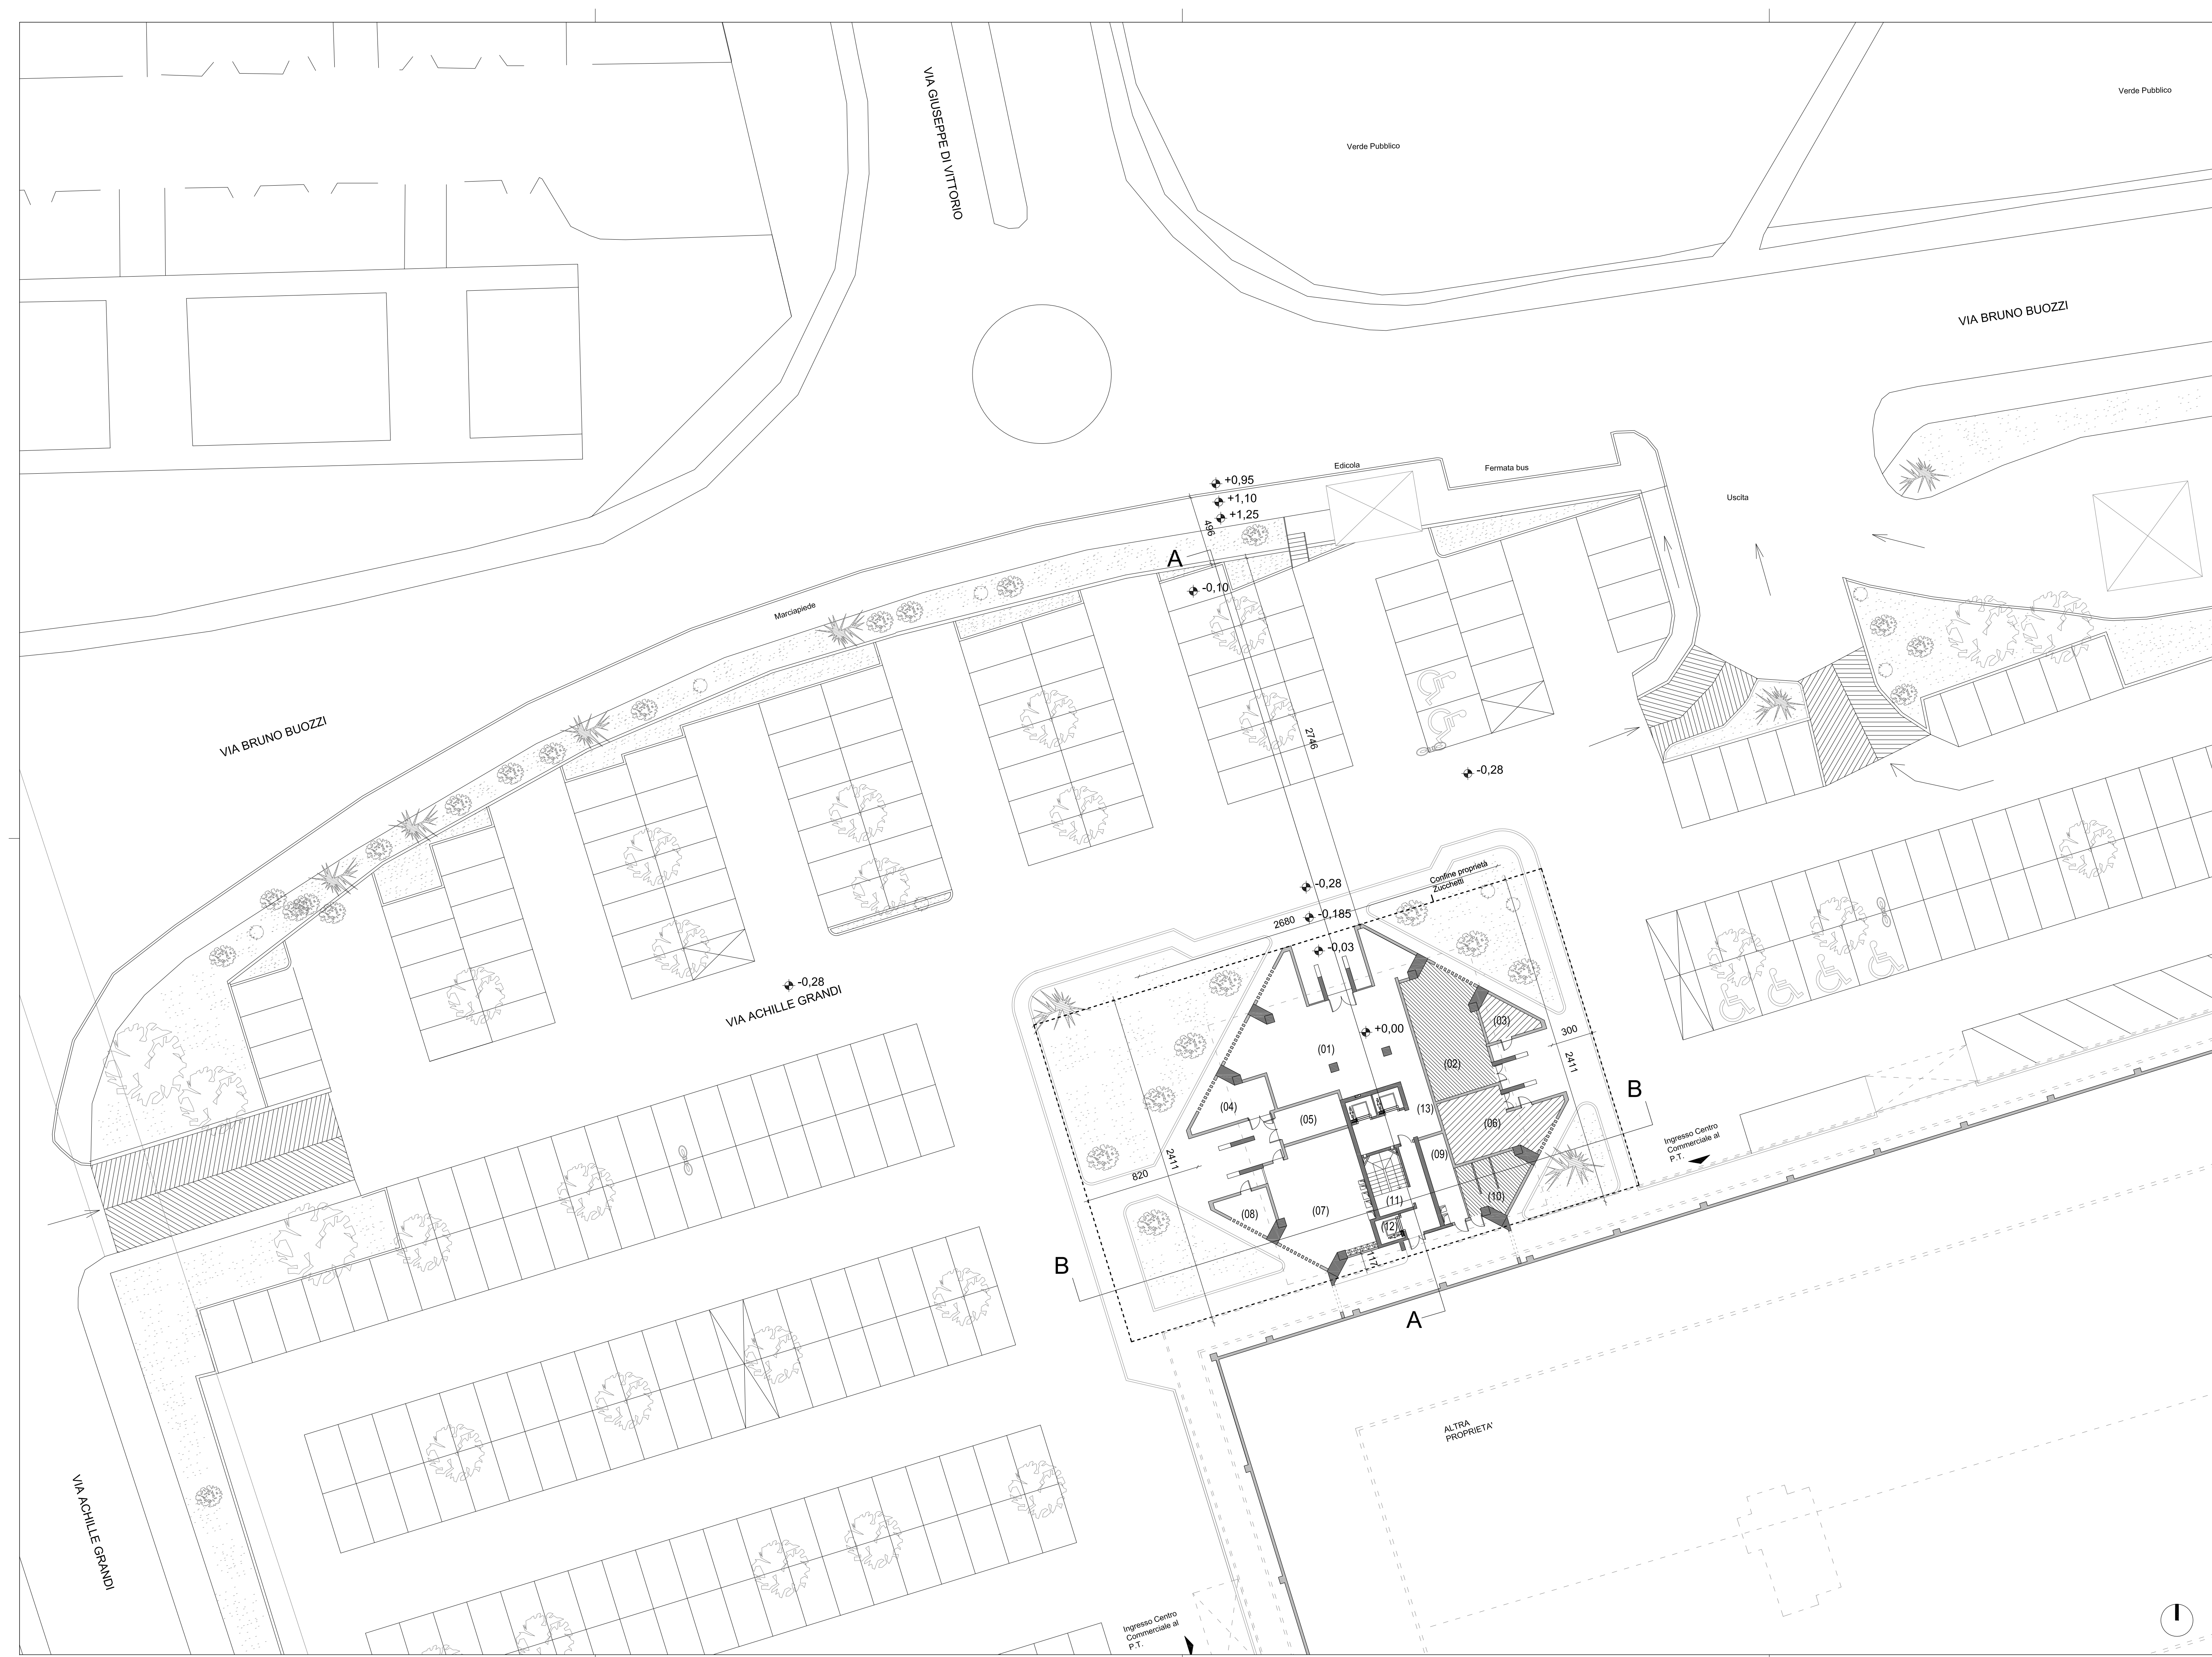 VIA GIUSEPPE DI VITTORIO
Verde Pubblico
Verde Pubblico
VIA BRUNO BUOZZI
Edicola
Fermata bus
Uscita
+0,95
+1,10
+1,25
496
A
-0,10
Marciapiede
VIA BRUNO BUOZZI
2746
-0,28
Confine proprietà
Zucchetti
-0,28
-0,185
2680
-0,03
-0,28
VIA ACHILLE GRANDI
+0,00
(01)
(02)
(03)
300
2411
(04)
(05)
(13)
(06)
B
Ingresso Centro
Commerciale al
P.T.
2411
820
(09)
(07)
(08)
(11)
(10)
(12)
117
B
A
ALTRA
PROPRIETA'
VIA ACHILLE GRANDI
Ingresso Centro
Commerciale al
P.T.